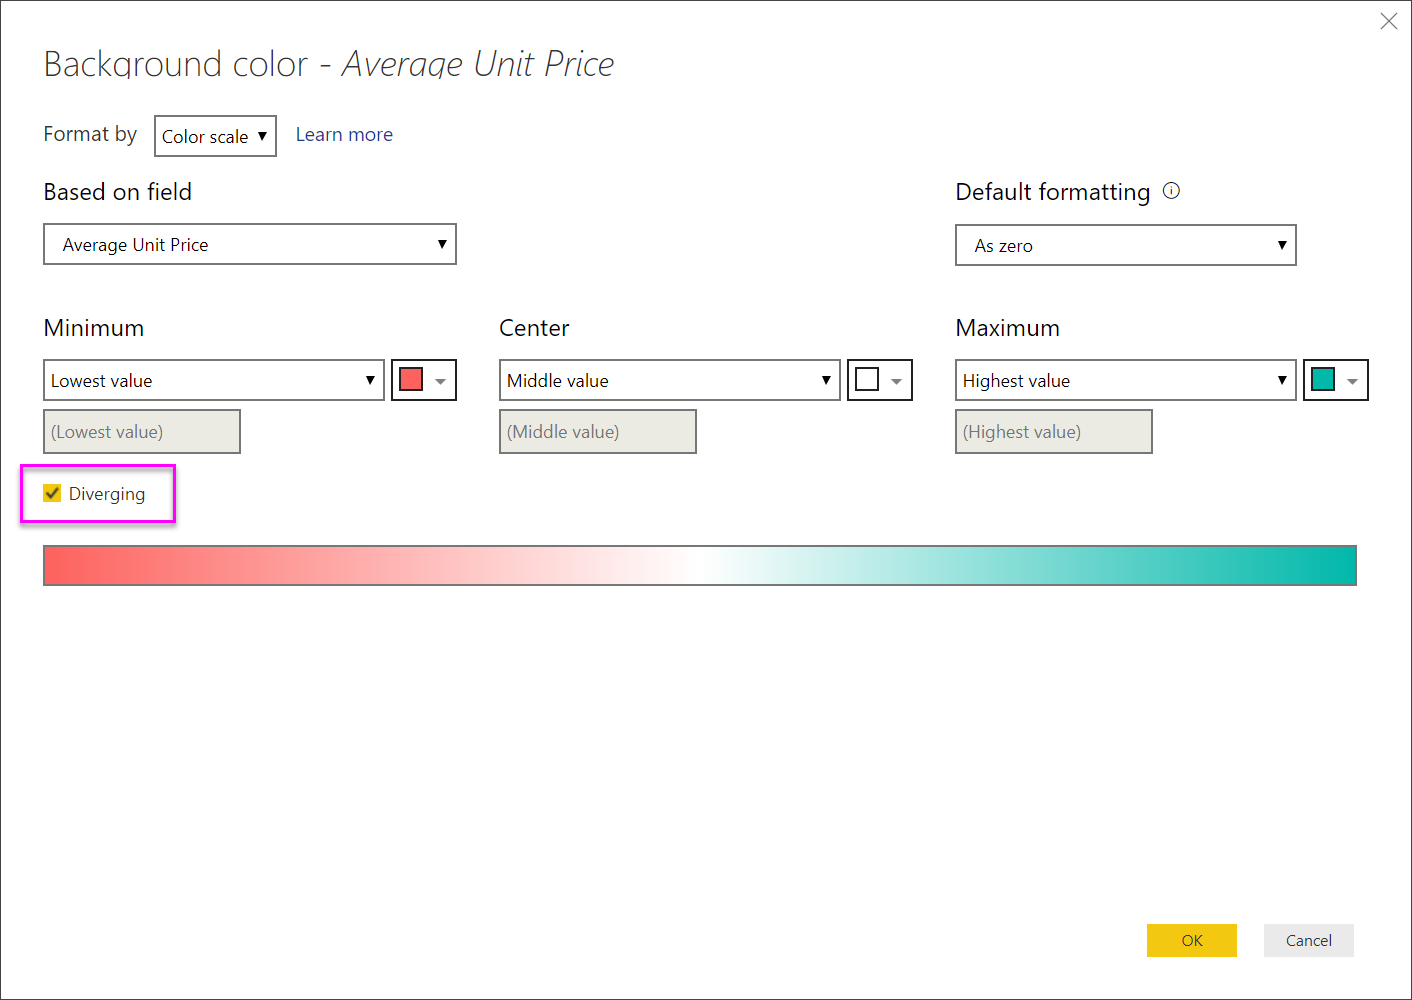 Background color - Average Unit Price
Format by Color scale Learn more
Based on field
Default formatting
Average Unit Price
As zero
Minimum Center Maximum
Lowest value Middle value Highest value
(Lowest value) (Middle value) (Highest value)
Diverging
OK Cancel